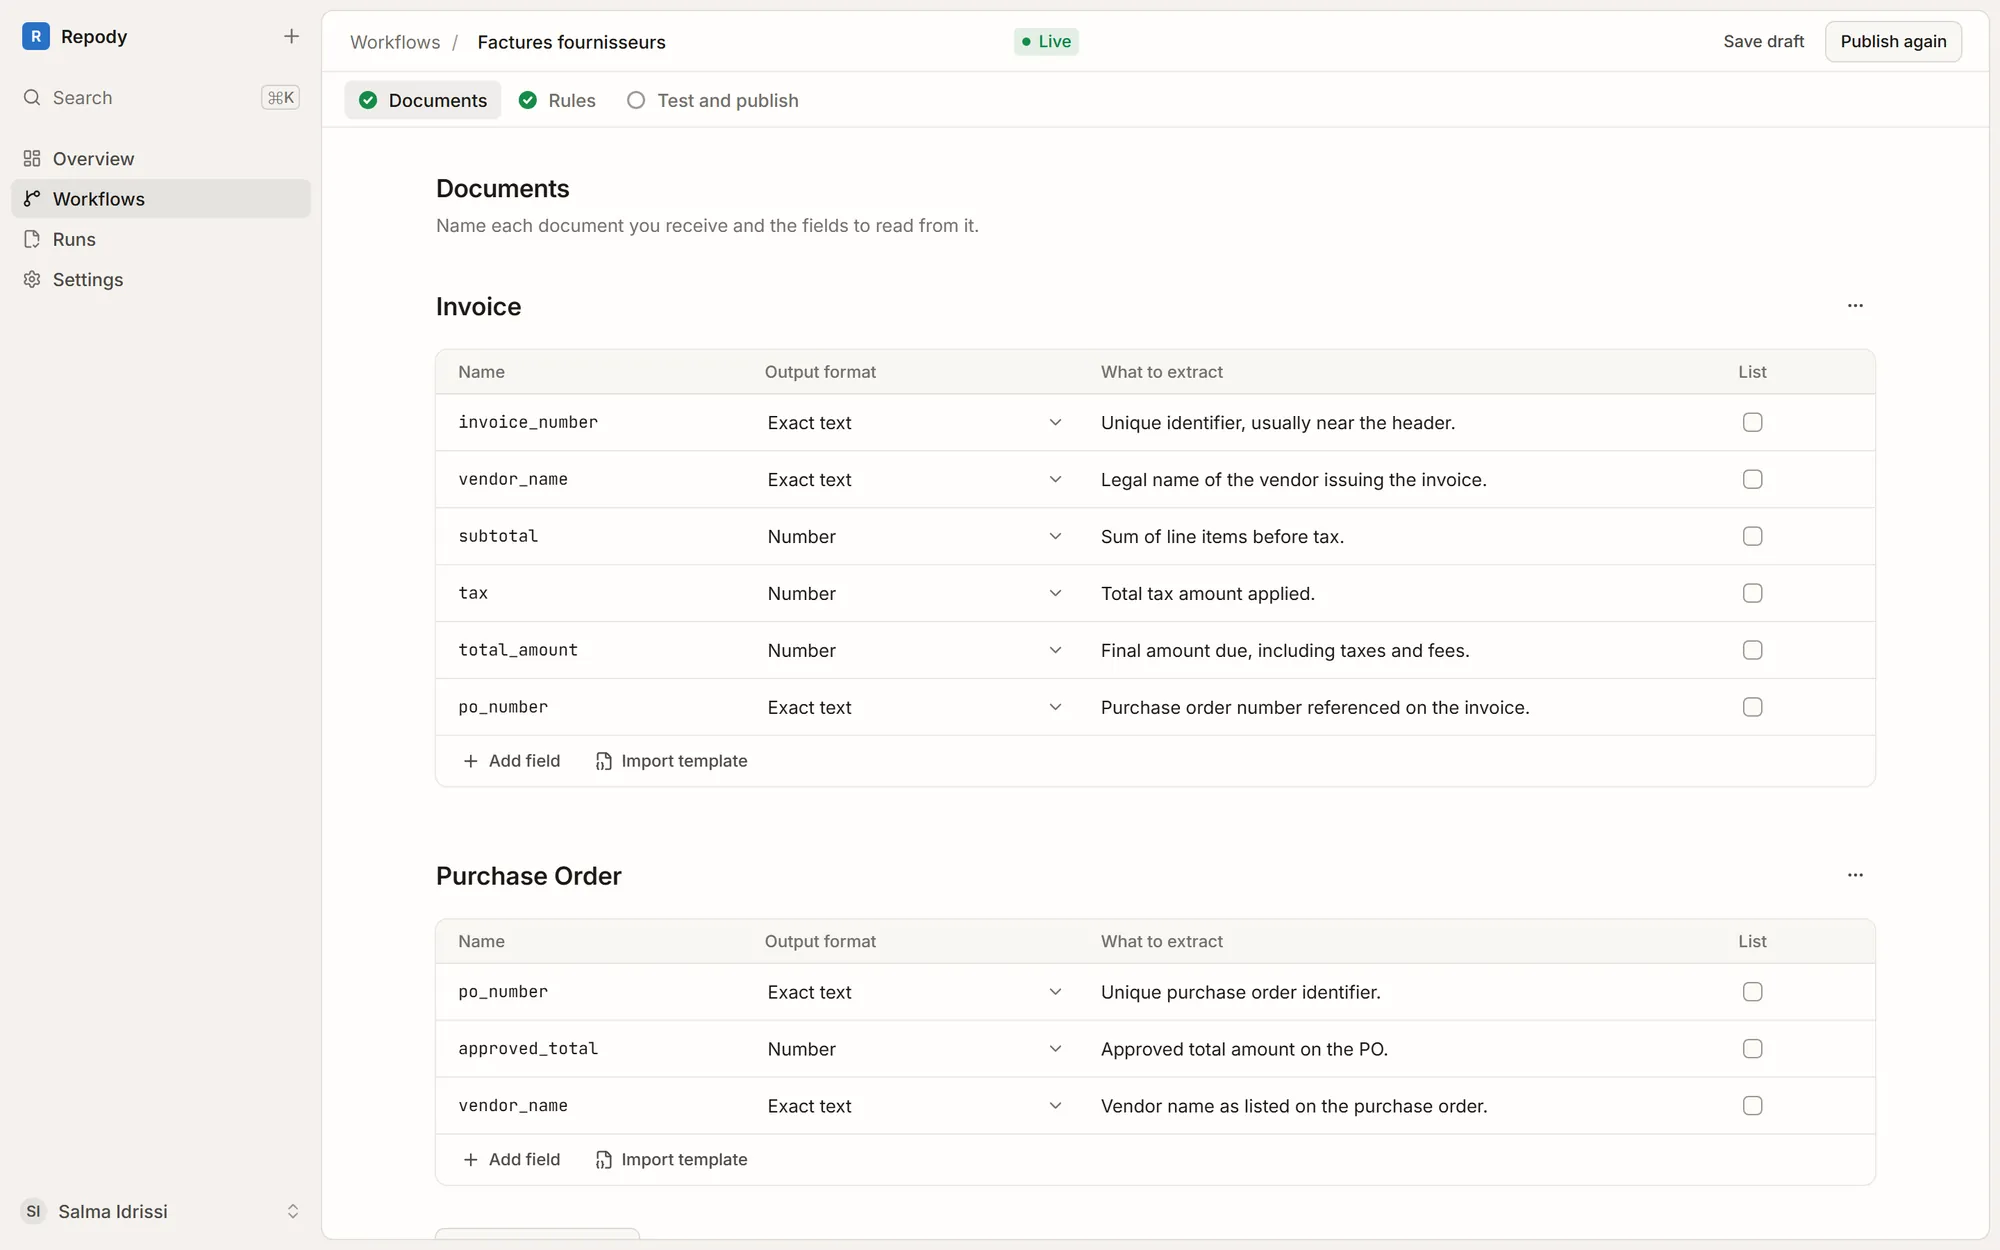 R Repody
Search ⌘K
Overview
Workflows
Runs
Settings
SI Salma Idrissi
Workflows / Factures fournisseurs
Live
Save draft
Publish again
Documents
Rules
Test and publish
Documents
Name each document you receive and the fields to read from it.
Invoice
Name Output format What to extract List
invoice_number Exact text Unique identifier, usually near the header.
vendor_name Exact text Legal name of the vendor issuing the invoice.
subtotal Number Sum of line items before tax.
tax Number Total tax amount applied.
total_amount Number Final amount due, including taxes and fees.
po_number Exact text Purchase order number referenced on the invoice.
Add field Import template
Purchase Order
Name Output format What to extract List
po_number Exact text Unique purchase order identifier.
approved_total Number Approved total amount on the PO.
vendor_name Exact text Vendor name as listed on the purchase order.
Add field Import template